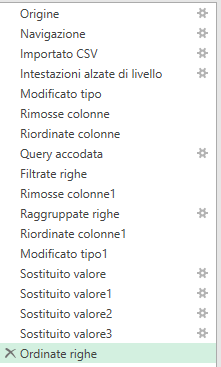 Origine
Navigazione
Importato CSV
Intestazioni alzate di livello
Modificato tipo
Rimosse colonne
Riordinate colonne
Query accodata
Filtrate righe
Rimosse colonne1
Raggruppate righe
Riordinate colonne1
Modificato tipo1
Sostituito valore
Sostituito valore1
Sostituito valore2
Sostituito valore3
Ordinate righe